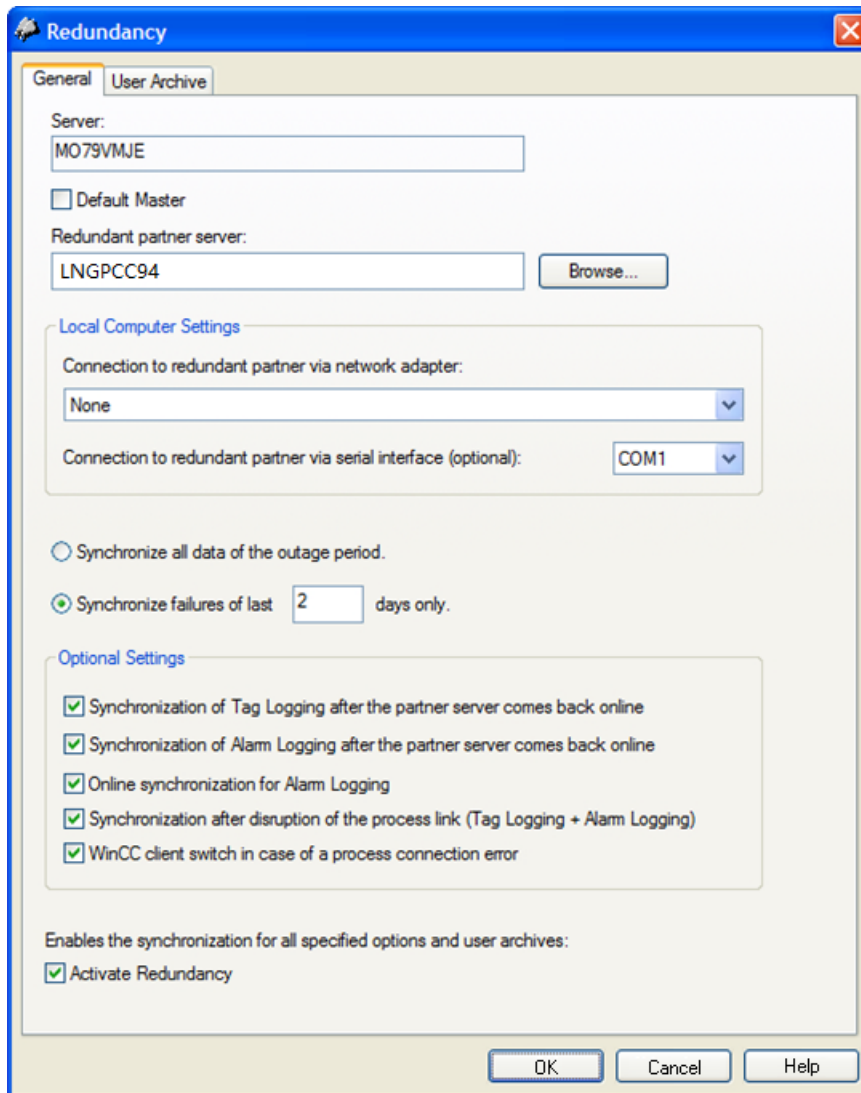 Redundancy
General User Archive
Server:
MO79VMJE
Default Master
Redundant partner server:
LNGPCC94 Browse...
Local Computer Settings
Connection to redundant partner via network adapter:
None
Connection to redundant partner via serial interface (optional): COM1
Synchronize all data of the outage period.
Synchronize failures of last 2 days only.
Optional Settings
Synchronization of Tag Logging after the partner server comes back online
Synchronization of Alarm Logging after the partner server comes back online
Online synchronization for Alarm Logging
Synchronization after disruption of the process link (Tag Logging + Alarm Logging)
WinCC client switch in case of a process connection error
Enables the synchronization for all specified options and user archives:
Activate Redundancy
OK Cancel Help